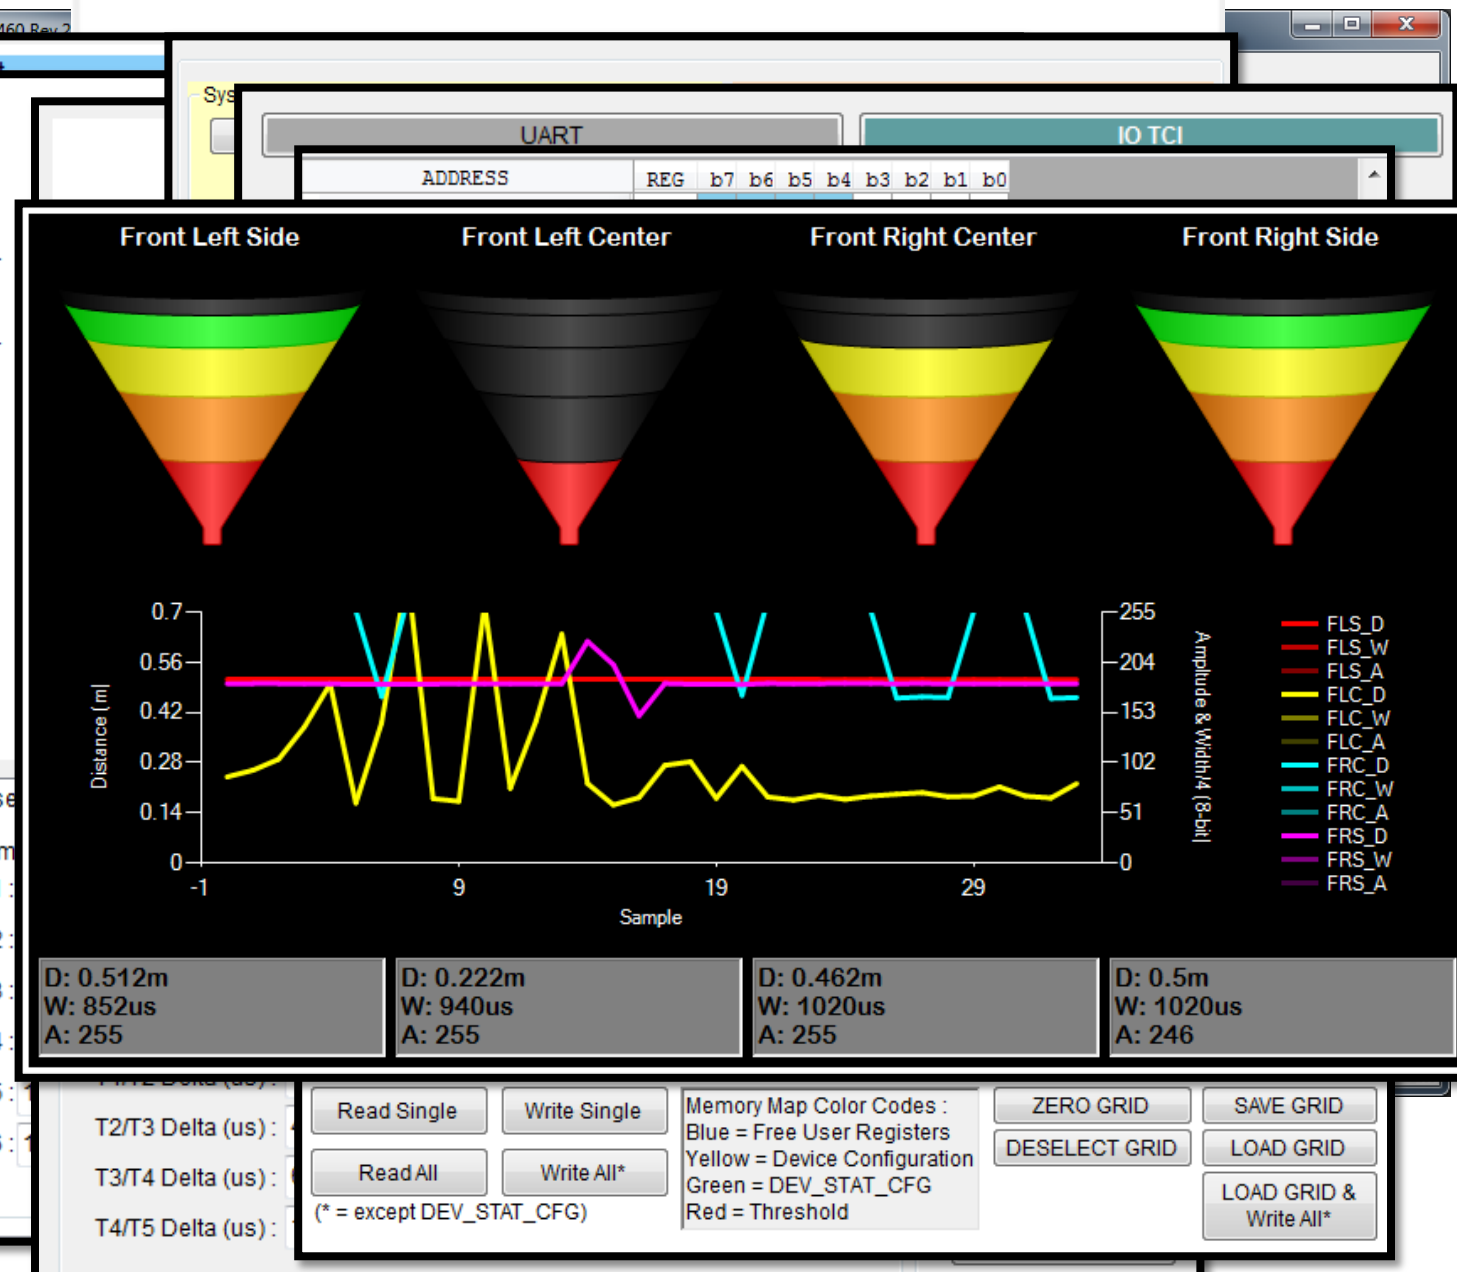 460 Rev 2
Sys
UART
IO TCI
ADDRESS REG b7 b6 b5 b4 b3 b2 b1 b0
Front Left Side
Front Left Center
Front Right Center
Front Right Side
0.7
0.56
0.42
0.28
0.14
0
Distance (m)
-1
9
19
29
Sample
255
204
153
102
51
0
Amplitude & Width/4 (8-bit)
FLS_D
FLS_W
FLS_A
FLC_D
FLC_W
FLC_A
FRC_D
FRC_W
FRC_A
FRS_D
FRS_W
FRS_A
D: 0.512m
W: 852us
A: 255
D: 0.222m
W: 940us
A: 255
D: 0.462m
W: 1020us
A: 255
D: 0.5m
W: 1020us
A: 246
T2/T3 Delta (us) :
T3/T4 Delta (us) :
T4/T5 Delta (us) :
Read Single
Write Single
Read All
Write All*
(* = except DEV_STAT_CFG)
Memory Map Color Codes :
Blue = Free User Registers
Yellow = Device Configuration
Green = DEV_STAT_CFG
Red = Threshold
ZERO GRID
SAVE GRID
DESELECT GRID
LOAD GRID
LOAD GRID &
Write All*